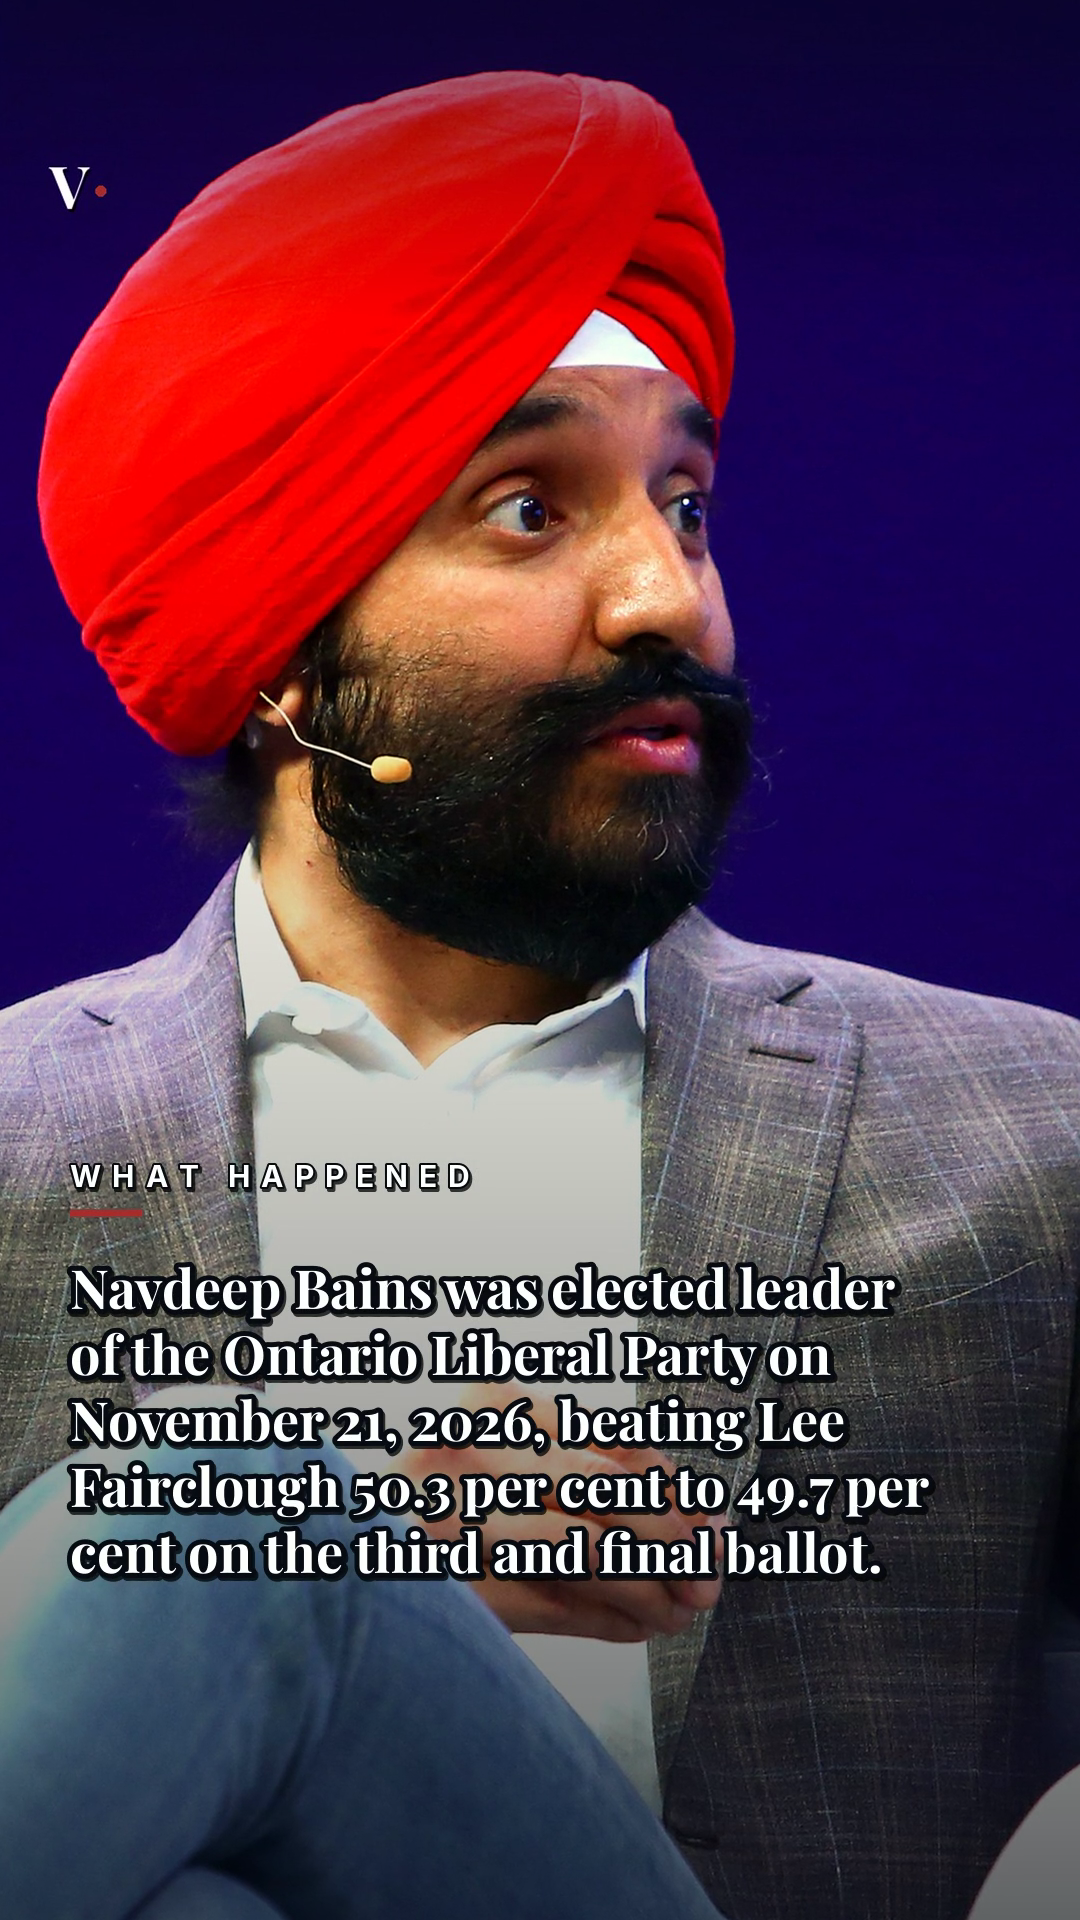 V
WHAT HAPPENED
Navdeep Bains was elected leader
of the Ontario Liberal Party on
November 21, 2026, beating Lee
Fairclough 50.3 per cent to 49.7 per
cent on the third and final ballot.